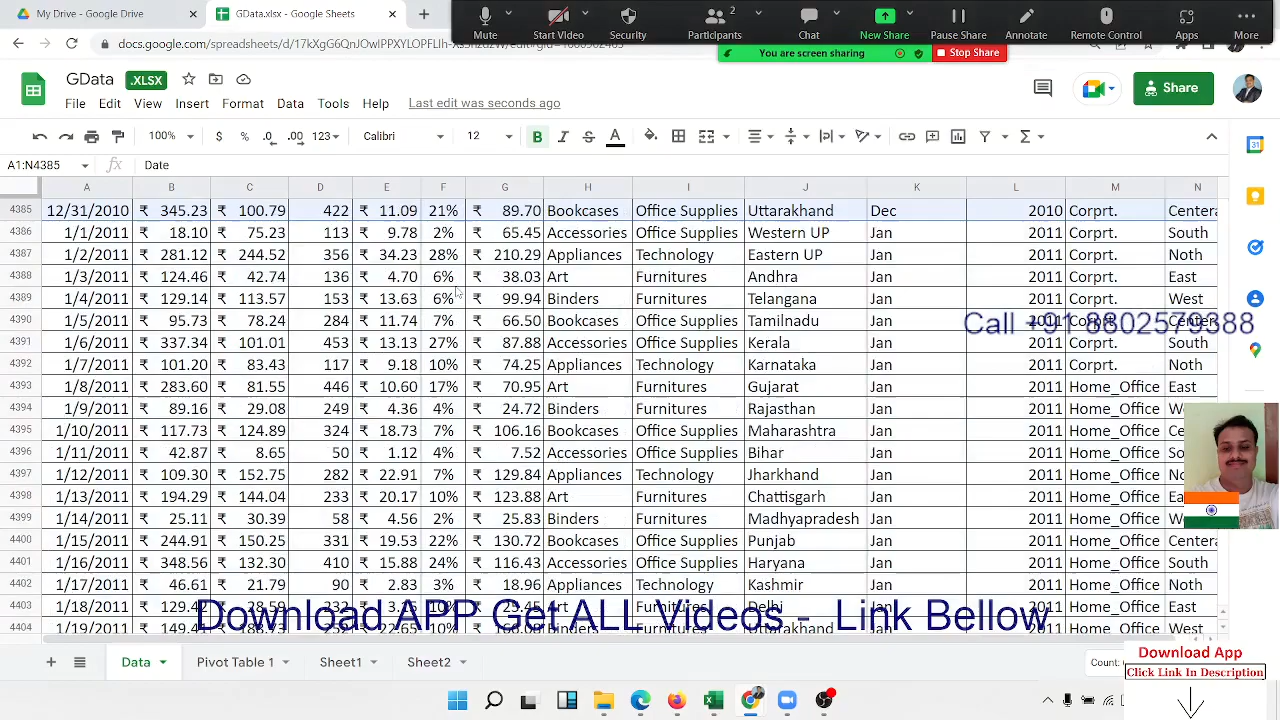 My Drive - Google Drive
GData.xlsx - Google Sheets
Mute
Start Video
Security
2
Participants
Chat
New Share
Pause Share
Annotate
Remote Control
Apps
More
You are screen sharing
Stop Share
GData
.XLSX
Share
File Edit View Insert Format Data Tools Help Last edit was seconds ago
100% $ % .0 .00 123 Calibri 12 B I S A
A1:N4385 fx Date
A B C D E F G H I J K L M N
4385 12/31/2010 ₹ 345.23 ₹ 100.79 422 ₹ 11.09 21% ₹ 89.70 Bookcases Office Supplies Uttarakhand Dec 2010 Corprt. Centera
4386 1/1/2011 ₹ 18.10 ₹ 75.23 113 ₹ 9.78 2% ₹ 65.45 Accessories Office Supplies Western UP Jan 2011 Corprt. South
4387 1/2/2011 ₹ 281.12 ₹ 244.52 356 ₹ 34.23 28% ₹ 210.29 Appliances Technology Eastern UP Jan 2011 Corprt. Noth
4388 1/3/2011 ₹ 124.46 ₹ 42.74 136 ₹ 4.70 6% ₹ 38.03 Art Furnitures Andhra Jan 2011 Corprt. East
4389 1/4/2011 ₹ 129.14 ₹ 113.57 153 ₹ 13.63 6% ₹ 99.94 Binders Furnitures Telangana Jan 2011 Corprt. West
4390 1/5/2011 ₹ 95.73 ₹ 78.24 284 ₹ 11.74 7% ₹ 66.50 Bookcases Office Supplies Tamilnadu Jan 2011 Corprt.
Call +91 8802579388
4391 1/6/2011 ₹ 337.34 ₹ 101.01 453 ₹ 13.13 27% ₹ 87.88 Accessories Office Supplies Kerala Jan 2011 Corprt. South
4392 1/7/2011 ₹ 101.20 ₹ 83.43 117 ₹ 9.18 10% ₹ 74.25 Appliances Technology Karnataka Jan 2011 Corprt. Noth
4393 1/8/2011 ₹ 283.60 ₹ 81.55 446 ₹ 10.60 17% ₹ 70.95 Art Furnitures Gujarat Jan 2011 Home_Office East
4394 1/9/2011 ₹ 89.16 ₹ 29.08 249 ₹ 4.36 4% ₹ 24.72 Binders Furnitures Rajasthan Jan 2011 Home_Office
4395 1/10/2011 ₹ 117.73 ₹ 124.89 324 ₹ 18.73 7% ₹ 106.16 Bookcases Office Supplies Maharashtra Jan 2011 Home_Office
4396 1/11/2011 ₹ 42.87 ₹ 8.65 50 ₹ 1.12 4% ₹ 7.52 Accessories Office Supplies Bihar Jan 2011 Home_Office
4397 1/12/2011 ₹ 109.30 ₹ 152.75 282 ₹ 22.91 7% ₹ 129.84 Appliances Technology Jharkhand Jan 2011 Home_Office
4398 1/13/2011 ₹ 194.29 ₹ 144.04 233 ₹ 20.17 10% ₹ 123.88 Art Furnitures Chattisgarh Jan 2011 Home_Office
4399 1/14/2011 ₹ 25.11 ₹ 30.39 58 ₹ 4.56 2% ₹ 25.83 Binders Furnitures Madhyapradesh Jan 2011 Home_Office
4400 1/15/2011 ₹ 244.91 ₹ 150.25 331 ₹ 19.53 22% ₹ 130.72 Bookcases Office Supplies Punjab Jan 2011 Home_Office Centera
4401 1/16/2011 ₹ 348.56 ₹ 132.30 410 ₹ 15.88 24% ₹ 116.43 Accessories Office Supplies Haryana Jan 2011 Home_Office South
4402 1/17/2011 ₹ 46.61 ₹ 21.79 90 ₹ 2.83 3% ₹ 18.96 Appliances Technology Kashmir Jan 2011 Home_Office Noth
4403 1/18/2011 Delhi Jan 2011 Home_Office East
Download APP Get ALL Videos - Link Bellow
4404 1/19/2011 Jan 2011 Home_Office West
Data Pivot Table 1 Sheet1 Sheet2 Count:
Download App
Click Link In Description